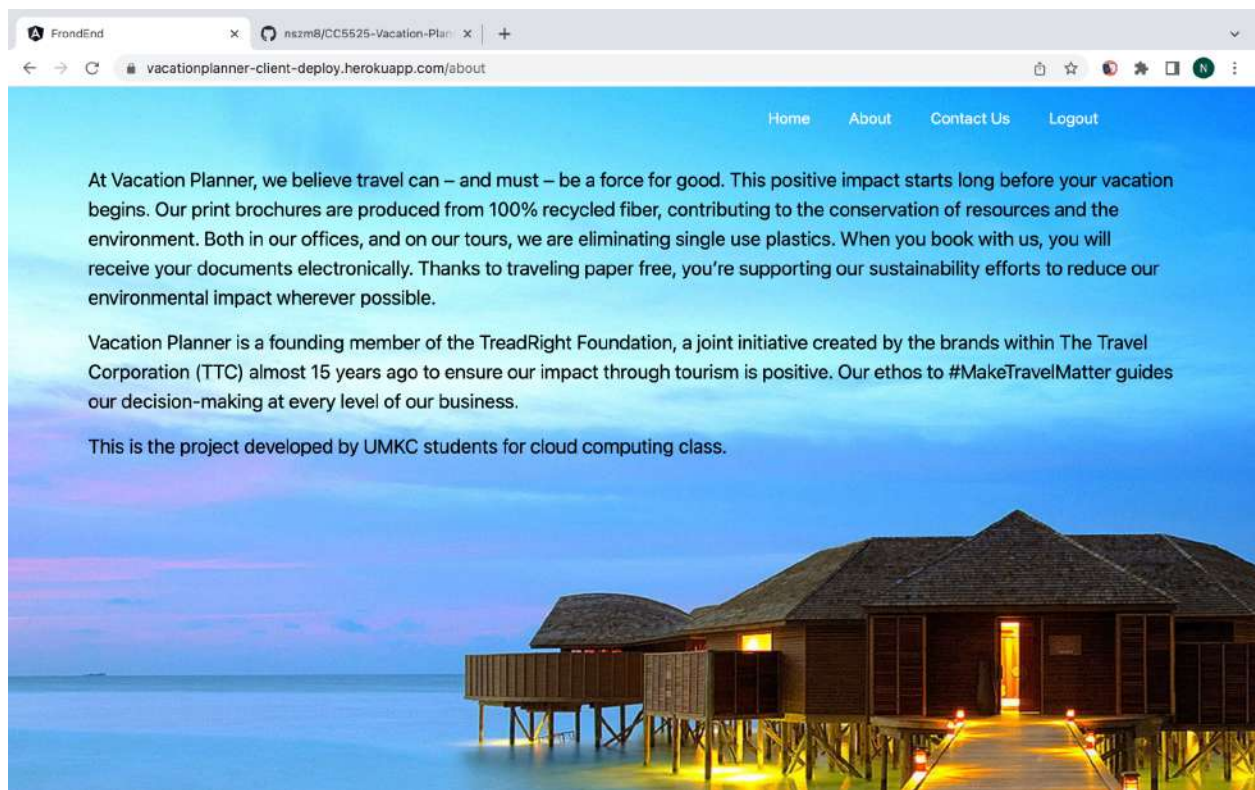 FrondEnd
nszm8/CC5525-Vacation-Plan
vacationplanner-client-deploy.herokuapp.com/about
N
Home About Contact Us Logout
At Vacation Planner, we believe travel can – and must – be a force for good. This positive impact starts long before your vacation
begins. Our print brochures are produced from 100% recycled fiber, contributing to the conservation of resources and the
environment. Both in our offices, and on our tours, we are eliminating single use plastics. When you book with us, you will
receive your documents electronically. Thanks to traveling paper free, you’re supporting our sustainability efforts to reduce our
environmental impact wherever possible.
Vacation Planner is a founding member of the TreadRight Foundation, a joint initiative created by the brands within The Travel
Corporation (TTC) almost 15 years ago to ensure our impact through tourism is positive. Our ethos to #MakeTravelMatter guides
our decision-making at every level of our business.
This is the project developed by UMKC students for cloud computing class.